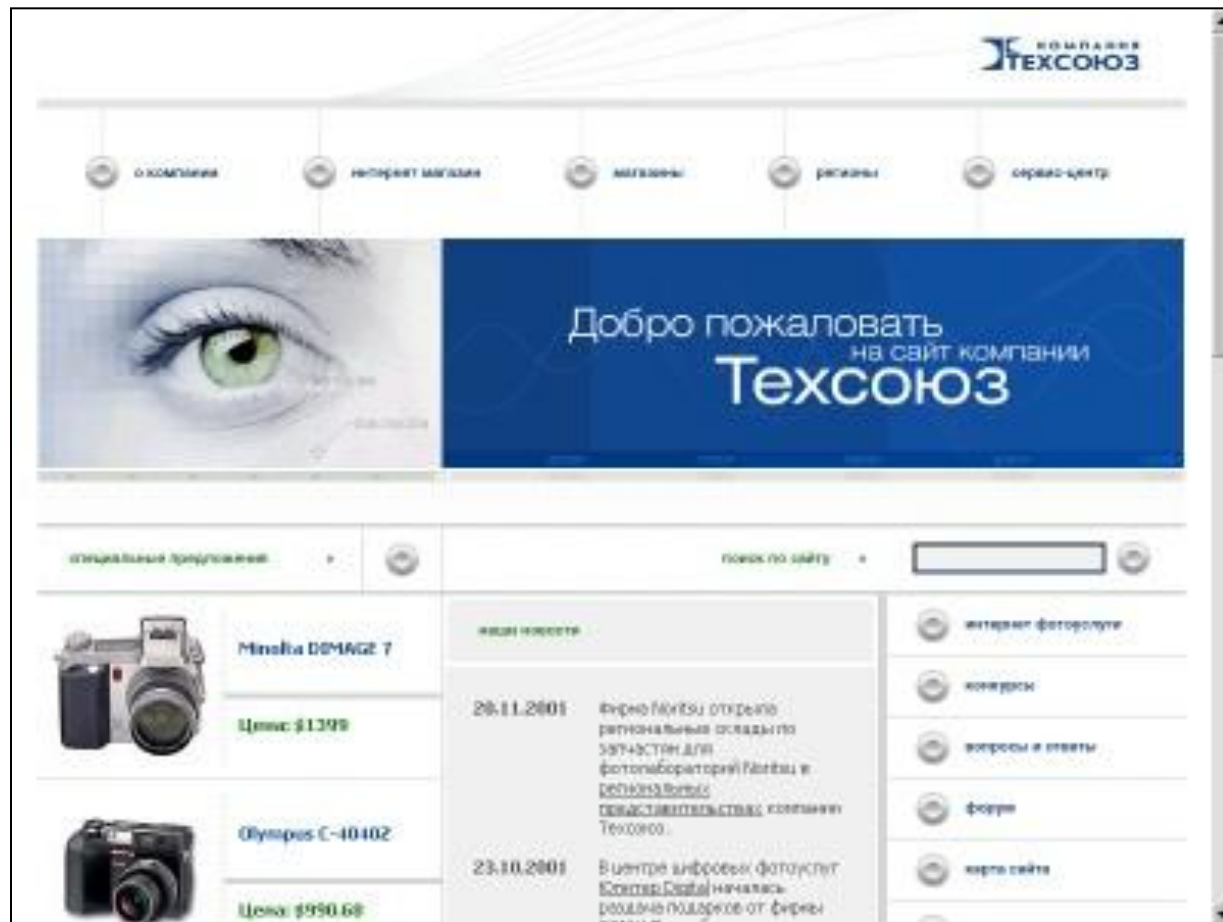 КОМПАНИЯ
ТЕХСОЮЗ
о компании
интернет магазин
магазины
регионы
сервис-центр
Добро пожаловать
на сайт компании
Техсоюз
специальные предложения
поиск по сайту
Minolta DIMAGE 7
Цена: $1399
Olympus C-4040Z
Цена: $990.68
наши новости
20.11.2001
Фирма Noritsu открыла
региональные склады по
запчастям для
фотолабораторий Noritsu в
региональных
представительствах компании
Техсоюз.
23.10.2001
В центре цифровых фотоуслуг
Юпитер Digital началась
раздача подарков от фирмы
интернет фотоуслуги
конкурсы
вопросы и ответы
форум
карта сайта